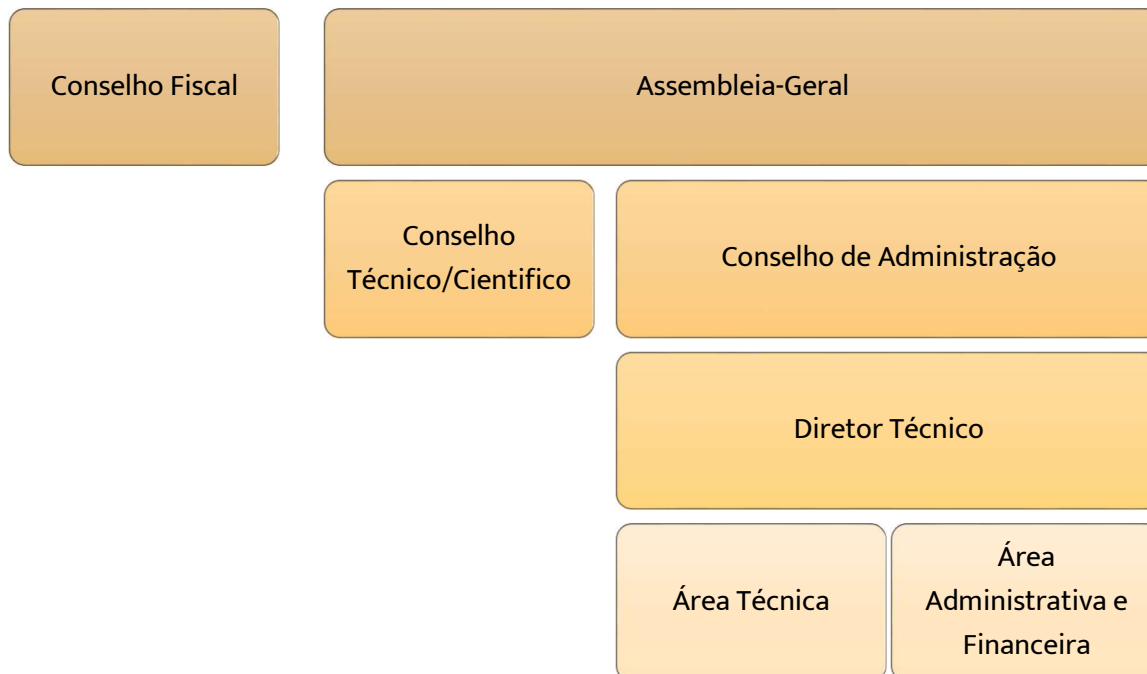 Conselho Fiscal
Assembleia-Geral
Conselho
Técnico/Cientifico
Conselho de Administração
Diretor Técnico
Área Técnica
Área
Administrativa e
Financeira